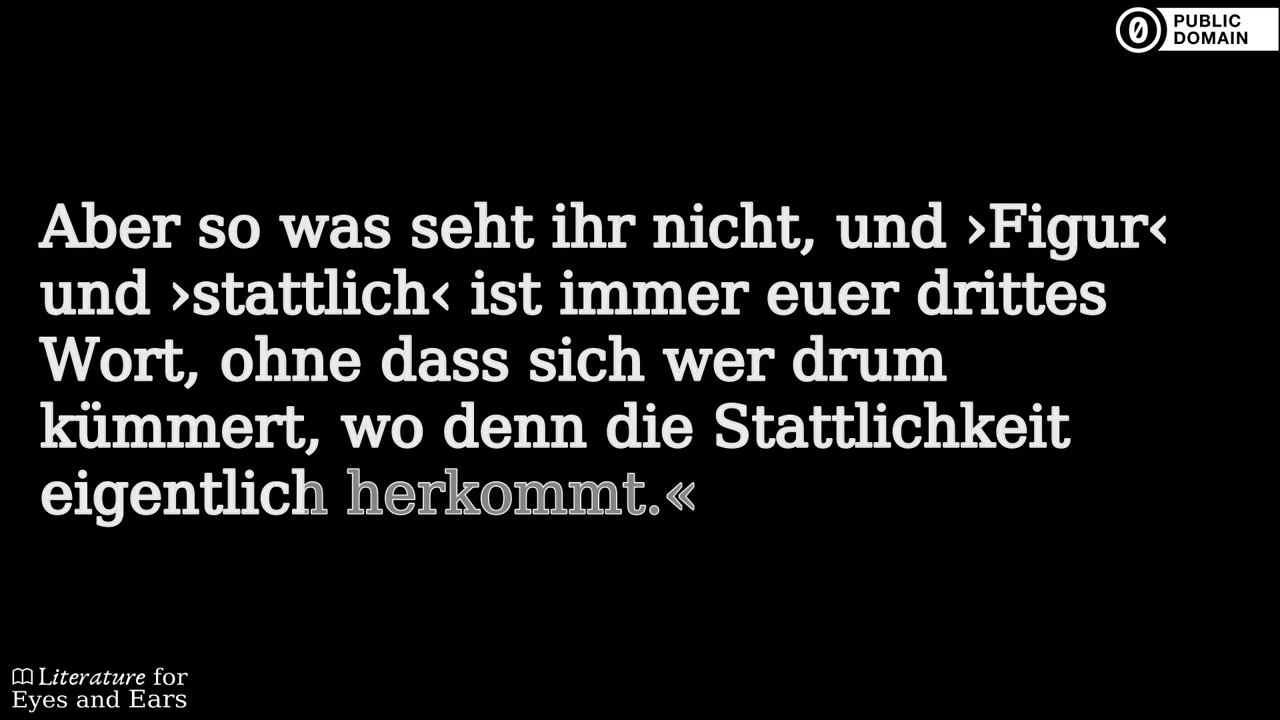 PUBLIC
DOMAIN
Aber so was seht ihr nicht, und ›Figur‹
und ›stattlich‹ ist immer euer drittes
Wort, ohne dass sich wer drum
kümmert, wo denn die Stattlichkeit
eigentlich herkommt.«
Literature for
Eyes and Ears